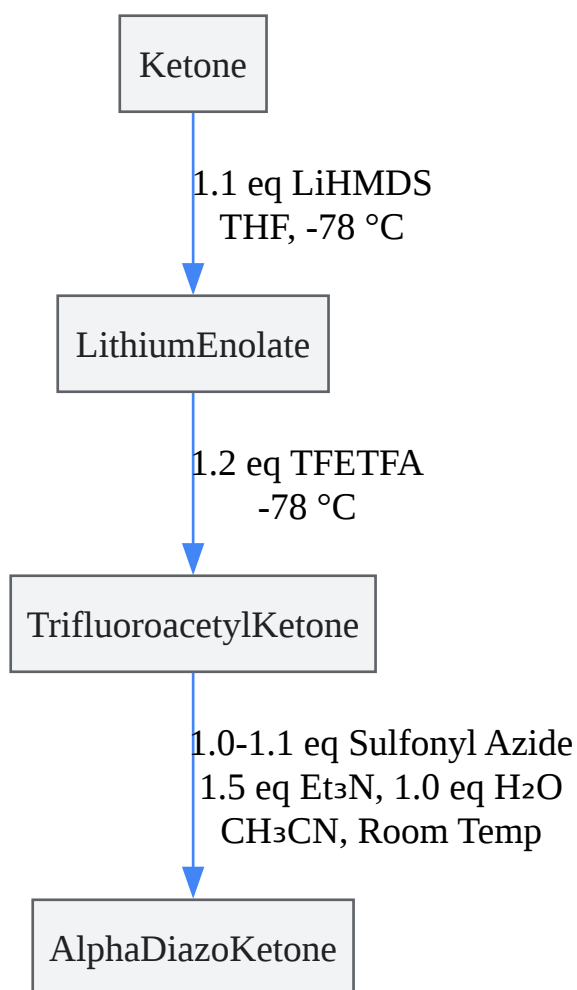 Ketone
1.1 eq LiHMDS
THF, -78 °C
LithiumEnolate
1.2 eq TFETFA
-78 °C
TrifluoroacetylKetone
1.0-1.1 eq Sulfonyl Azide
1.5 eq Et₃N, 1.0 eq H₂O
CH₃CN, Room Temp
AlphaDiazoKetone